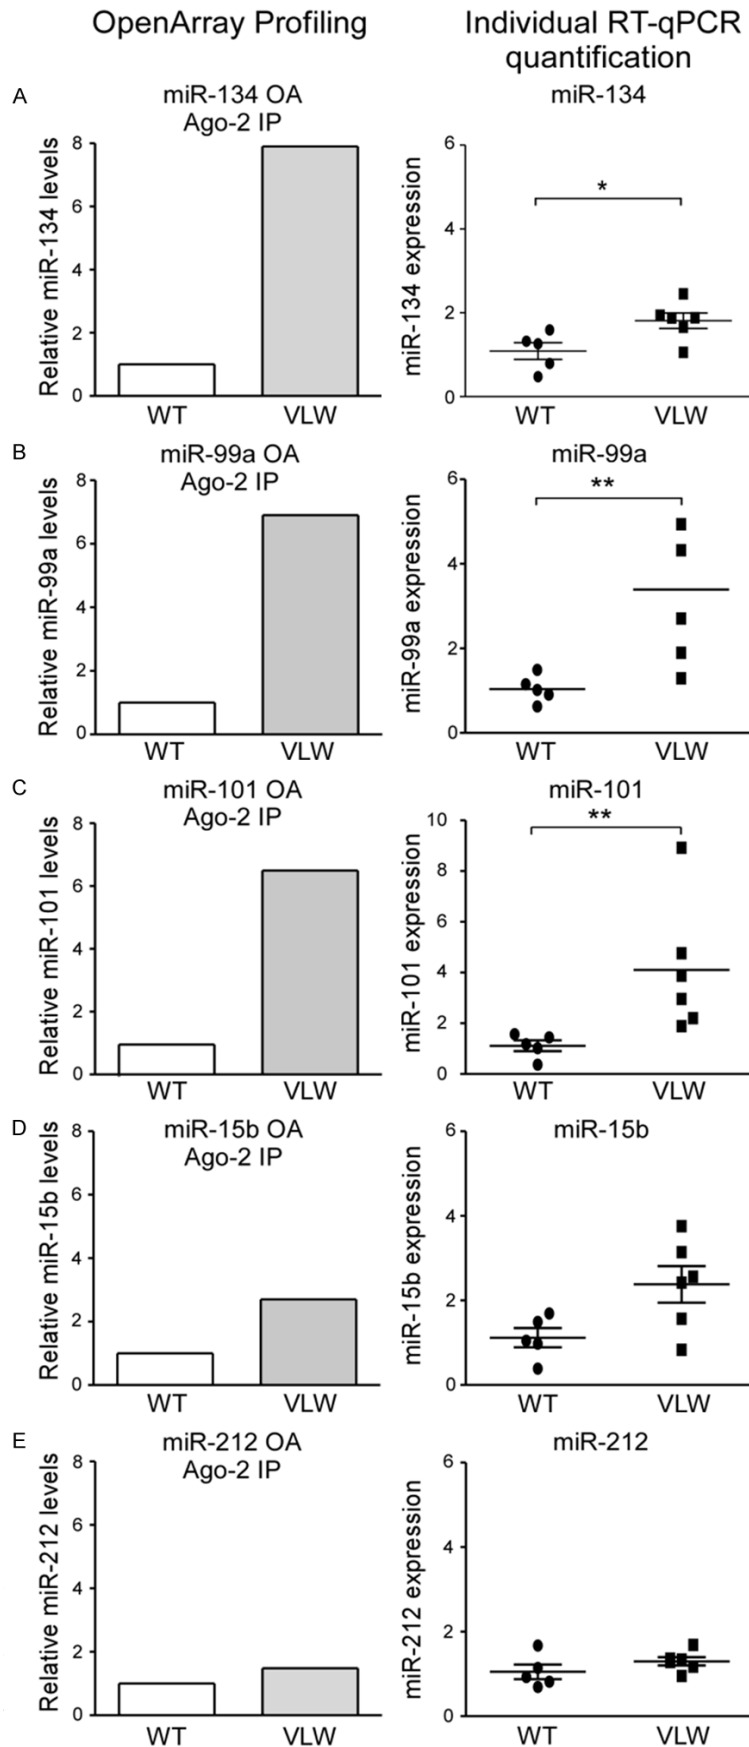 OpenArray Profiling
Individual RT-qPCR
quantification
A
miR-134 OA
Ago-2 IP
Relative miR-134 levels
8
6
4
2
0
WT
VLW
miR-134
miR-134 expression
6
4
2
0
*
WT
VLW
B
miR-99a OA
Ago-2 IP
Relative miR-99a levels
8
6
4
2
0
WT
VLW
miR-99a
miR-99a expression
6
4
2
0
**
WT
VLW
C
miR-101 OA
Ago-2 IP
Relative miR-101 levels
8
6
4
2
0
WT
VLW
miR-101
miR-101 expression
10
8
6
4
2
0
**
WT
VLW
D
miR-15b OA
Ago-2 IP
Relative miR-15b levels
8
6
4
2
0
WT
VLW
miR-15b
miR-15b expression
6
4
2
0
WT
VLW
E
miR-212 OA
Ago-2 IP
Relative miR-212 levels
8
6
4
2
0
WT
VLW
miR-212
miR-212 expression
6
4
2
0
WT
VLW